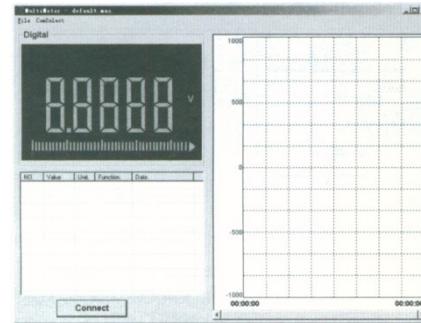 MultiMeter - default.mes
File ComSelect
Digital
8.8888
V
NO. Value Unit. Function. Date.
Connect
1000
500
0
-500
-1000
00:00:00 00:00:00